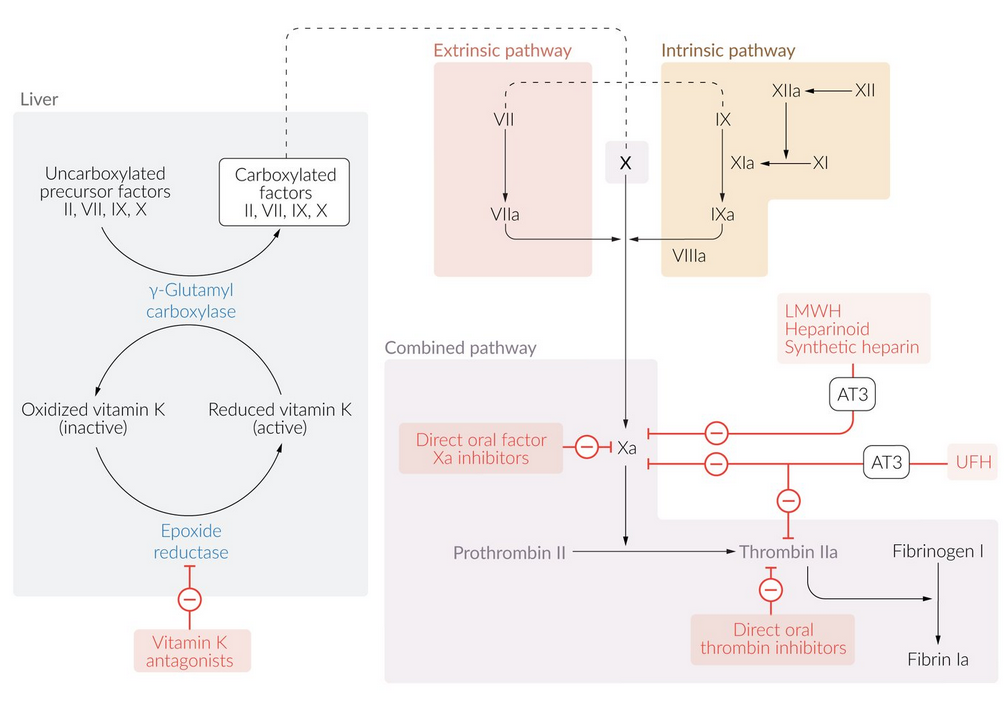 Extrinsic pathway
Intrinsic pathway
Liver
XIIa
XII
VII
IX
X
XIa
XI
Uncarboxylated
precursor factors
II, VII, IX, X
Carboxylated
factors
II, VII, IX, X
VIIa
IXa
VIIIa
γ-Glutamyl
carboxylase
LMWH
Heparinoid
Synthetic heparin
Combined pathway
AT3
Oxidized vitamin K
(inactive)
Reduced vitamin K
(active)
Direct oral factor
Xa inhibitors
Xa
AT3
UFH
Epoxide
reductase
Prothrombin II
Thrombin IIa
Fibrinogen I
Vitamin K
antagonists
Direct oral
thrombin inhibitors
Fibrin Ia